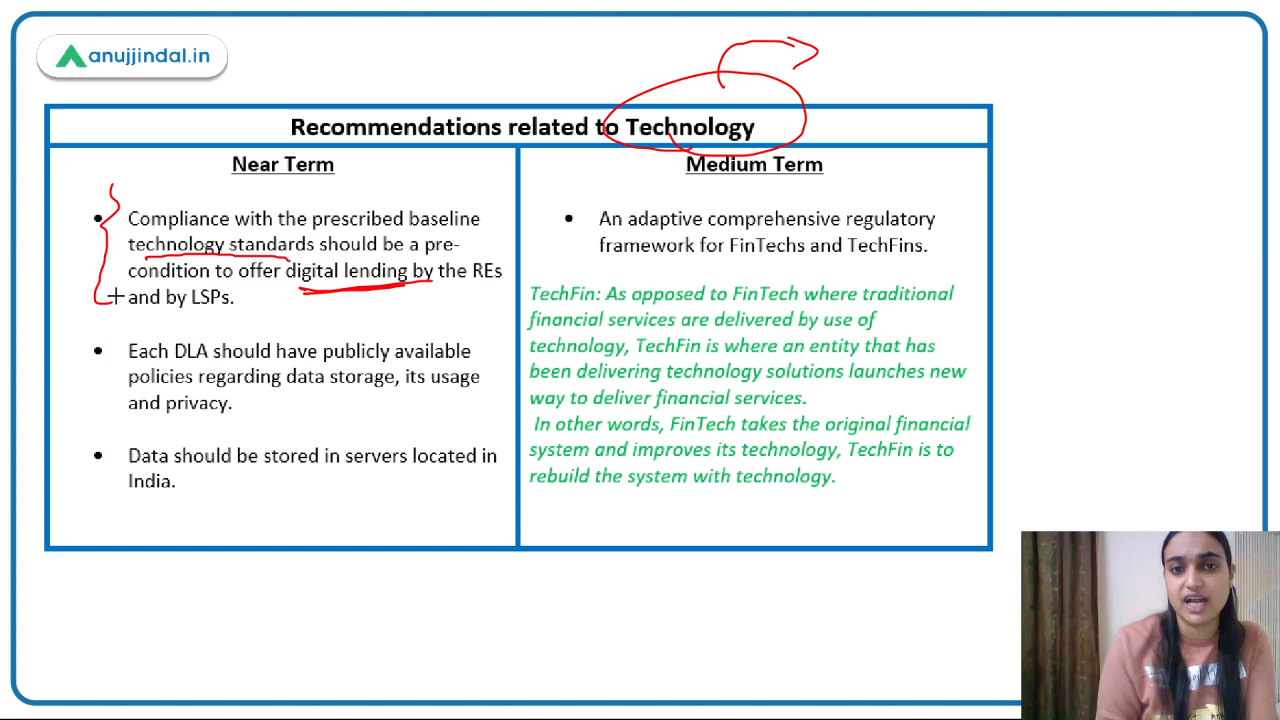 anujjindal.in
Recommendations related to Technology
Near Term
• Compliance with the prescribed baseline
technology standards should be a pre-
condition to offer digital lending by the REs
and by LSPs.
• Each DLA should have publicly available
policies regarding data storage, its usage
and privacy.
• Data should be stored in servers located in
India.
Medium Term
• An adaptive comprehensive regulatory
framework for FinTechs and TechFins.
TechFin: As opposed to FinTech where traditional
financial services are delivered by use of
technology, TechFin is where an entity that has
been delivering technology solutions launches new
way to deliver financial services.
In other words, FinTech takes the original financial
system and improves its technology, TechFin is to
rebuild the system with technology.